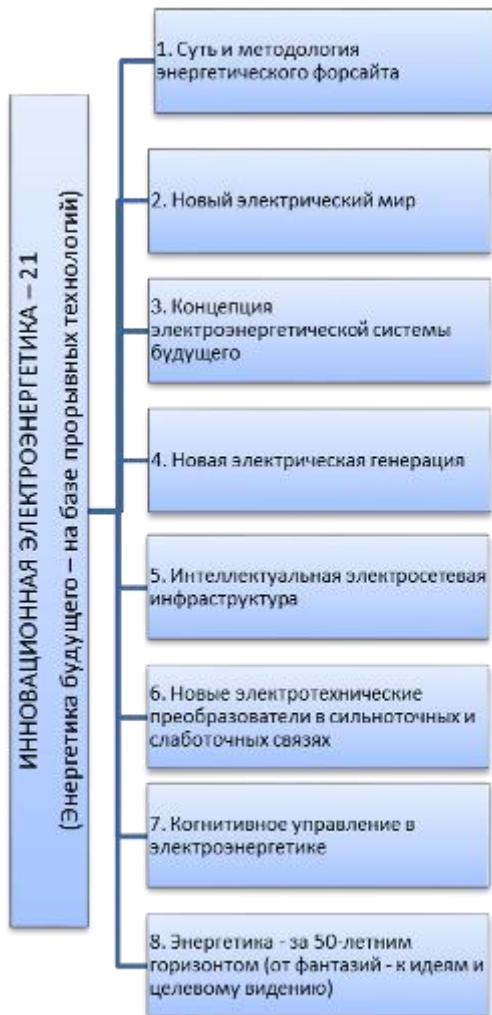 ИННОВАЦИОННАЯ ЭЛЕКТРОЭНЕРГЕТИКА – 21
(Энергетика будущего – на базе прорывных технологий)
1. Суть и методология
энергетического форсайта
2. Новый электрический мир
3. Концепция
электроэнергетической системы
будущего
4. Новая электрическая генерация
5. Интеллектуальная электросетевая
инфраструктура
6. Новые электротехнические
преобразователи в сильноточных и
слаботочных связях
7. Когнитивное управление в
электроэнергетике
8. Энергетика - за 50-летним
горизонтом (от фантазий - к идеям и
целевому видению)